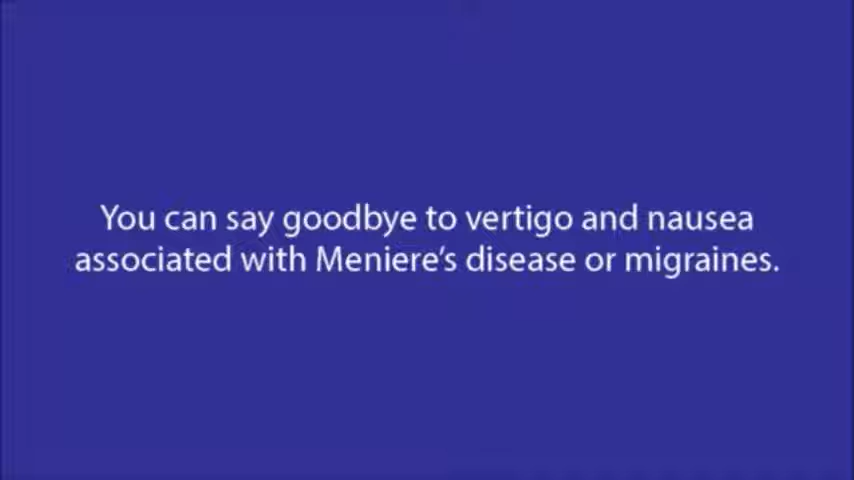 You can say goodbye to vertigo and nausea
associated with Meniere's disease or migraines.